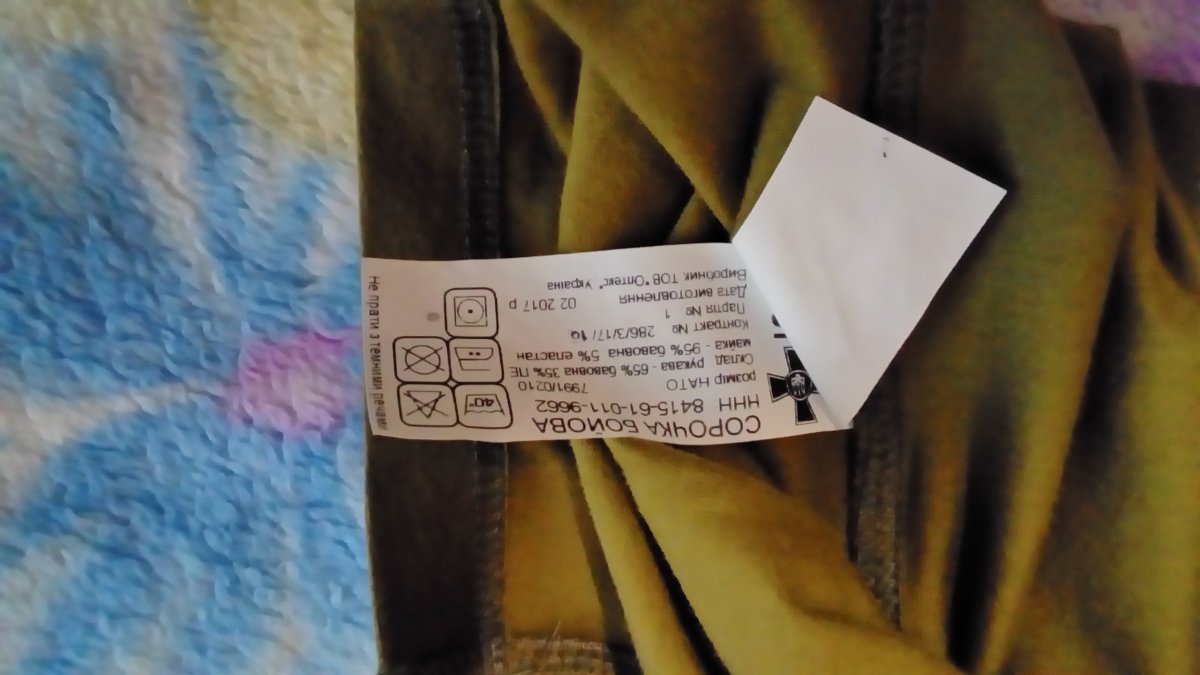 СОРОЧКА БОЙОВА
ННН 8415-61-011-9662
розмір НАТО 7991/0210
Склад рукава - 65% бавовна 35% ПЕ
майка - 95% бавовна 5% еластан
Контракт № 286/3/17/
Партія № 1
Дата виготовлення 02 2017 р
Виробник ТОВ "Оптекс", Україна
40
Не прати з темними речами